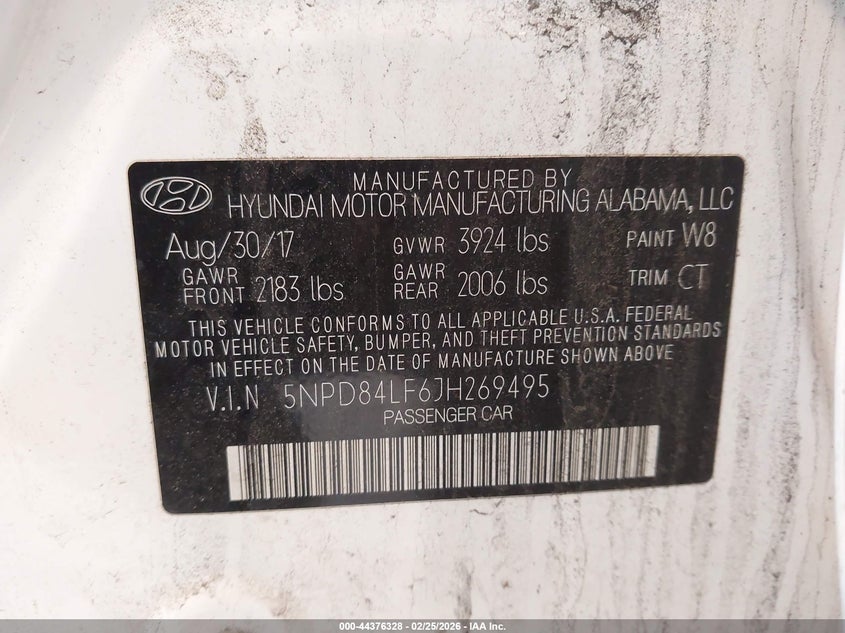 MANUFACTURED BY
HYUNDAI MOTOR MANUFACTURING ALABAMA, LLC
Aug/30/17 GVWR 3924 lbs PAINT W8
GAWR FRONT 2183 lbs GAWR REAR 2006 lbs TRIM CT
THIS VEHICLE CONFORMS TO ALL APPLICABLE U.S.A. FEDERAL
MOTOR VEHICLE SAFETY, BUMPER, AND THEFT PREVENTION STANDARDS
IN EFFECT ON THE DATE OF MANUFACTURE SHOWN ABOVE
V.I.N 5NPD84LF6JH269495
PASSENGER CAR
000-44376328 - 02/25/2026 - IAA Inc.